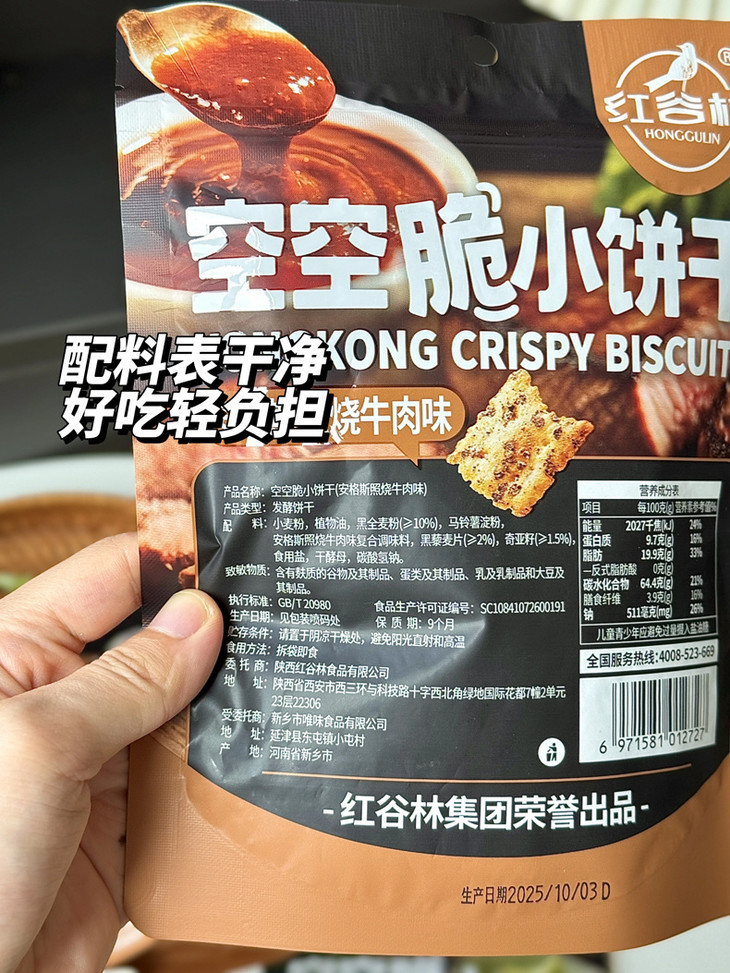 红谷林
HONGGULIN
空空脆小饼干
KONG CRISPY BISCUIT
配料表干净
好吃轻负担
烧牛肉味
产品名称：空空脆小饼干(安格斯照烧牛肉味)
产品类型：发酵饼干
配 料：小麦粉，植物油，黑全麦粉(≥10%)，马铃薯淀粉，
安格斯照烧牛肉味复合调味料，黑藜麦片(≥2%)，奇亚籽(≥1.5%)，
食用盐，干酵母，碳酸氢钠。
致敏物质：含有麸质的谷物及其制品、蛋类及其制品、乳及乳制品和大豆及
其制品。
执行标准：GB/T 20980 食品生产许可证编号：SC10841072600191
生产日期：见包装喷码处 保 质 期：9个月
贮存条件：请置于阴凉干燥处，避免阳光直射和高温
食用方法：拆袋即食
委 托 商：陕西红谷林食品有限公司
地 址：陕西省西安市西三环与科技路十字西北角绿地国际花都7幢2单元
23层22306
受委托商：新乡市唯味食品有限公司
地 址：延津县东屯镇小屯村
产 地：河南省新乡市
营养成分表
项目 每100克(g) 营养素参考值%
能量 2027千焦(kJ) 24%
蛋白质 9.7克(g) 16%
脂肪 19.9克(g) 33%
—反式脂肪酸 0克(g)
碳水化合物 64.4克(g) 21%
膳食纤维 3.9克(g) 16%
钠 511毫克(mg) 26%
儿童青少年应避免过量摄入盐油糖
全国服务热线：4008-523-669
6 971581 012727
-红谷林集团荣誉出品-
生产日期2025/10/03 D